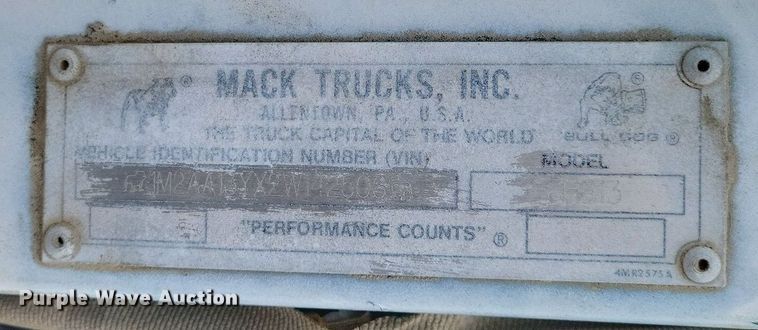 MACK TRUCKS, INC.
ALLENTOWN, PA., U.S.A.
THE TRUCK CAPITAL OF THE WORLD
BULL DOG ®
VEHICLE IDENTIFICATION NUMBER (VIN)
MODEL
"PERFORMANCE COUNTS" ®
4MR2575A
Purple Wave Auction